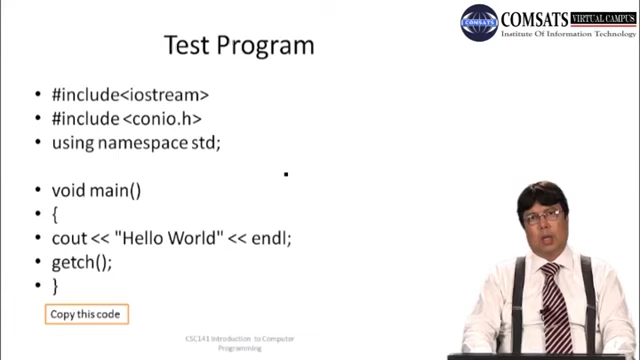 COMSATS VIRTUAL CAMPUS
Institute Of Information Technology
COMSATS
Test Program
• #include<iostream>
• #include <conio.h>
• using namespace std;
• void main()
• {
• cout << "Hello World" << endl;
• getch();
• }
Copy this code
CSC141 Introduction to Computer
Programming